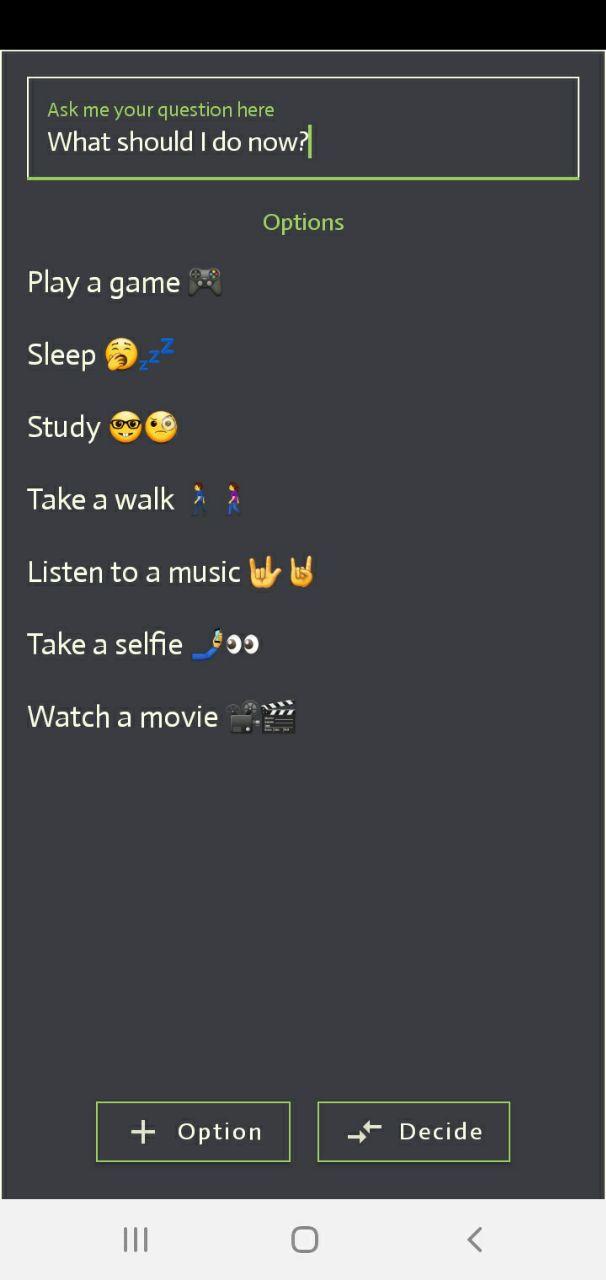 Ask me your question here
What should I do now?
Options
Play a game 🎮
Sleep 🥱💤
Study 🤓🧐
Take a walk 🚶‍♂️🚶‍♀️
Listen to a music 🤟🤘
Take a selfie 🤳👀
Watch a movie 🎥🎬
+ Option
Decide